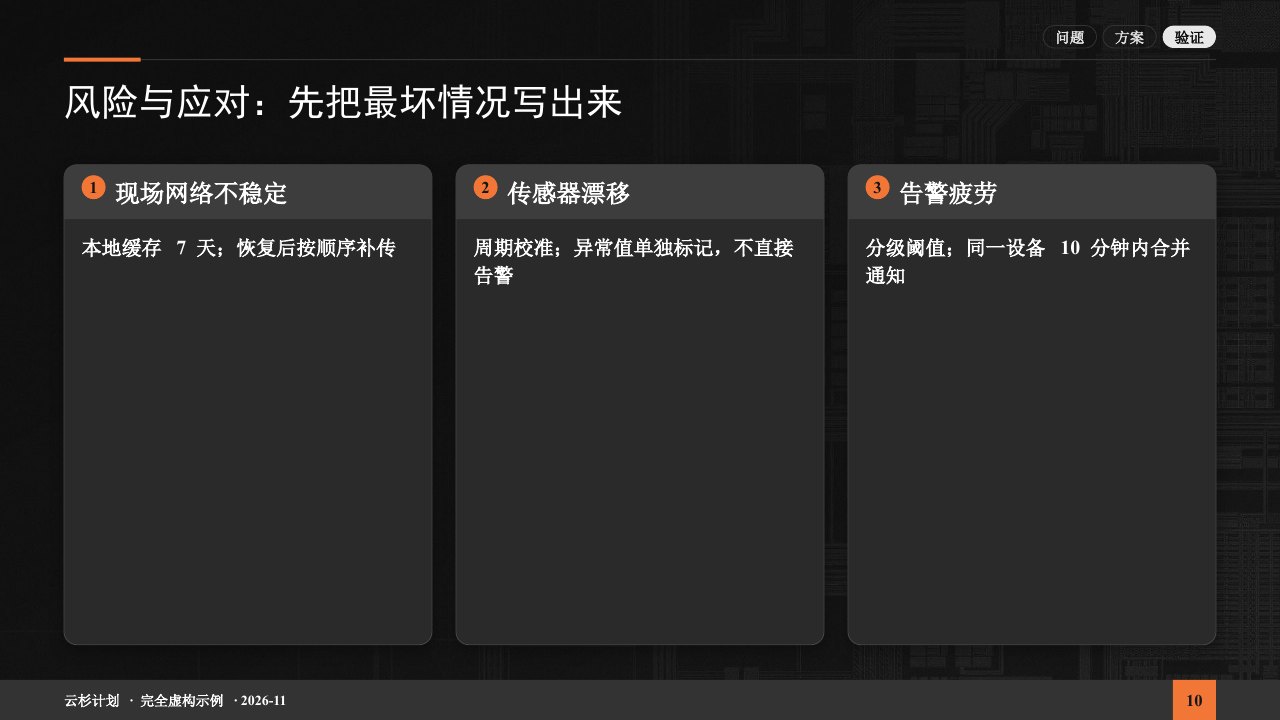 问题 方案 验证
风险与应对：先把最坏情况写出来
1 现场网络不稳定
本地缓存 7 天；恢复后按顺序补传
2 传感器漂移
周期校准；异常值单独标记，不直接
告警
3 告警疲劳
分级阈值；同一设备 10 分钟内合并
通知
云杉计划 · 完全虚构示例 · 2026-11
10